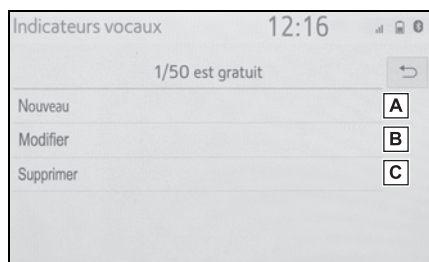 Indicateurs vocaux 12:16
1/50 est gratuit
Nouveau A
Modifier B
Supprimer C